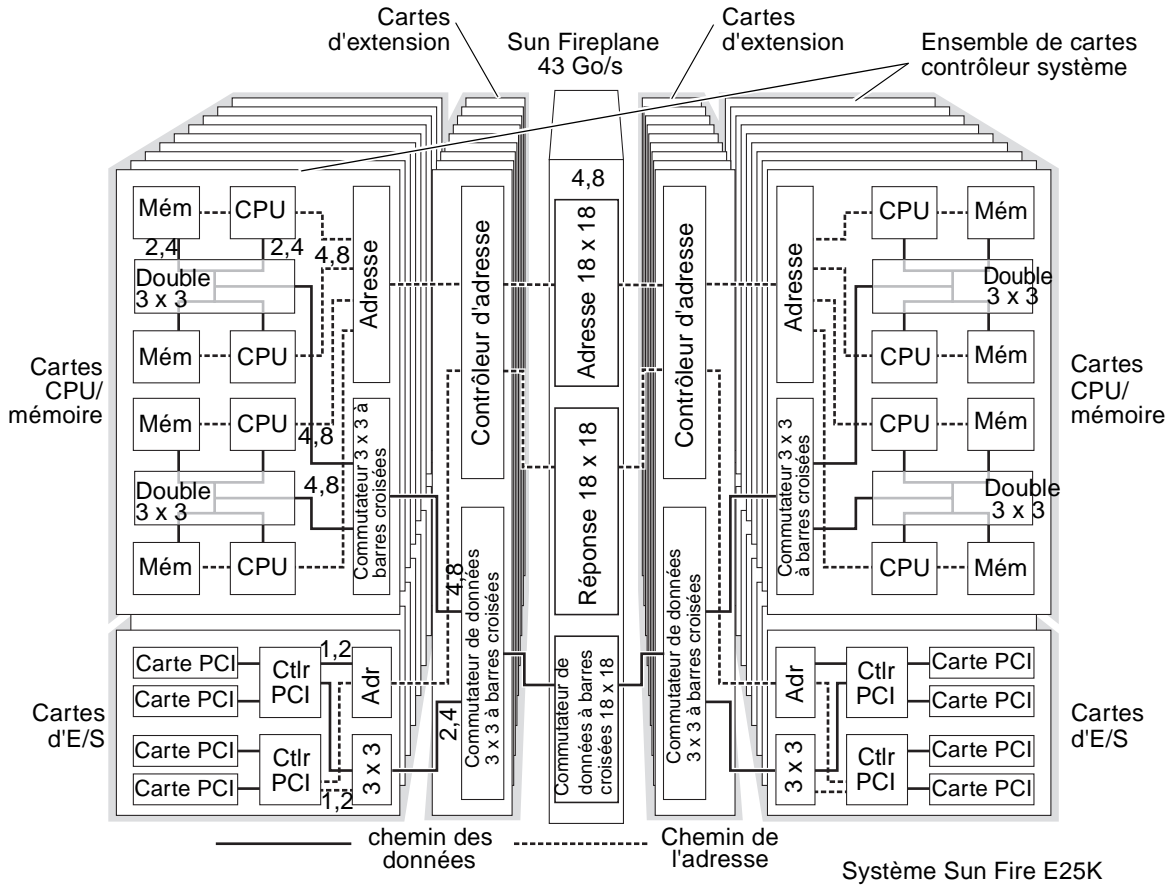 Cartes
d'extension
Sun Fireplane
43 Go/s
Cartes
d'extension
Ensemble de cartes
contrôleur système
4,8
Mém
CPU
2,4
2,4
4,8
Double
3 x 3
Mém
CPU
Mém
CPU
4,8
Double
3 x 3
4,8
Mém
CPU
Adresse
Commutateur 3 x 3 à
barres croisées
Cartes
CPU/
mémoire
Contrôleur d'adresse
Adresse 18 x 18
Réponse 18 x 18
Contrôleur d'adresse
Adresse
Commutateur 3 x 3
à barres croisées
CPU
Mém
Double
3 x 3
CPU
Mém
CPU
Mém
Double
3 x 3
CPU
Mém
Cartes
CPU/
mémoire
4,8
Commutateur de données
3 x 3 à barres croisées
Commutateur de
données à barres
croisées 18 x 18
Commutateur de données
3 x 3 à barres croisées
Cartes
d'E/S
Carte PCI
Carte PCI
Ctlr
PCI
1,2
Adr
Carte PCI
Carte PCI
Ctlr
PCI
1,2
3 x 3
2,4
Adr
3 x 3
Ctlr
PCI
Carte PCI
Carte PCI
Ctlr
PCI
Carte PCI
Carte PCI
Cartes
d'E/S
chemin des
données
Chemin de
l'adresse
Système Sun Fire E25K